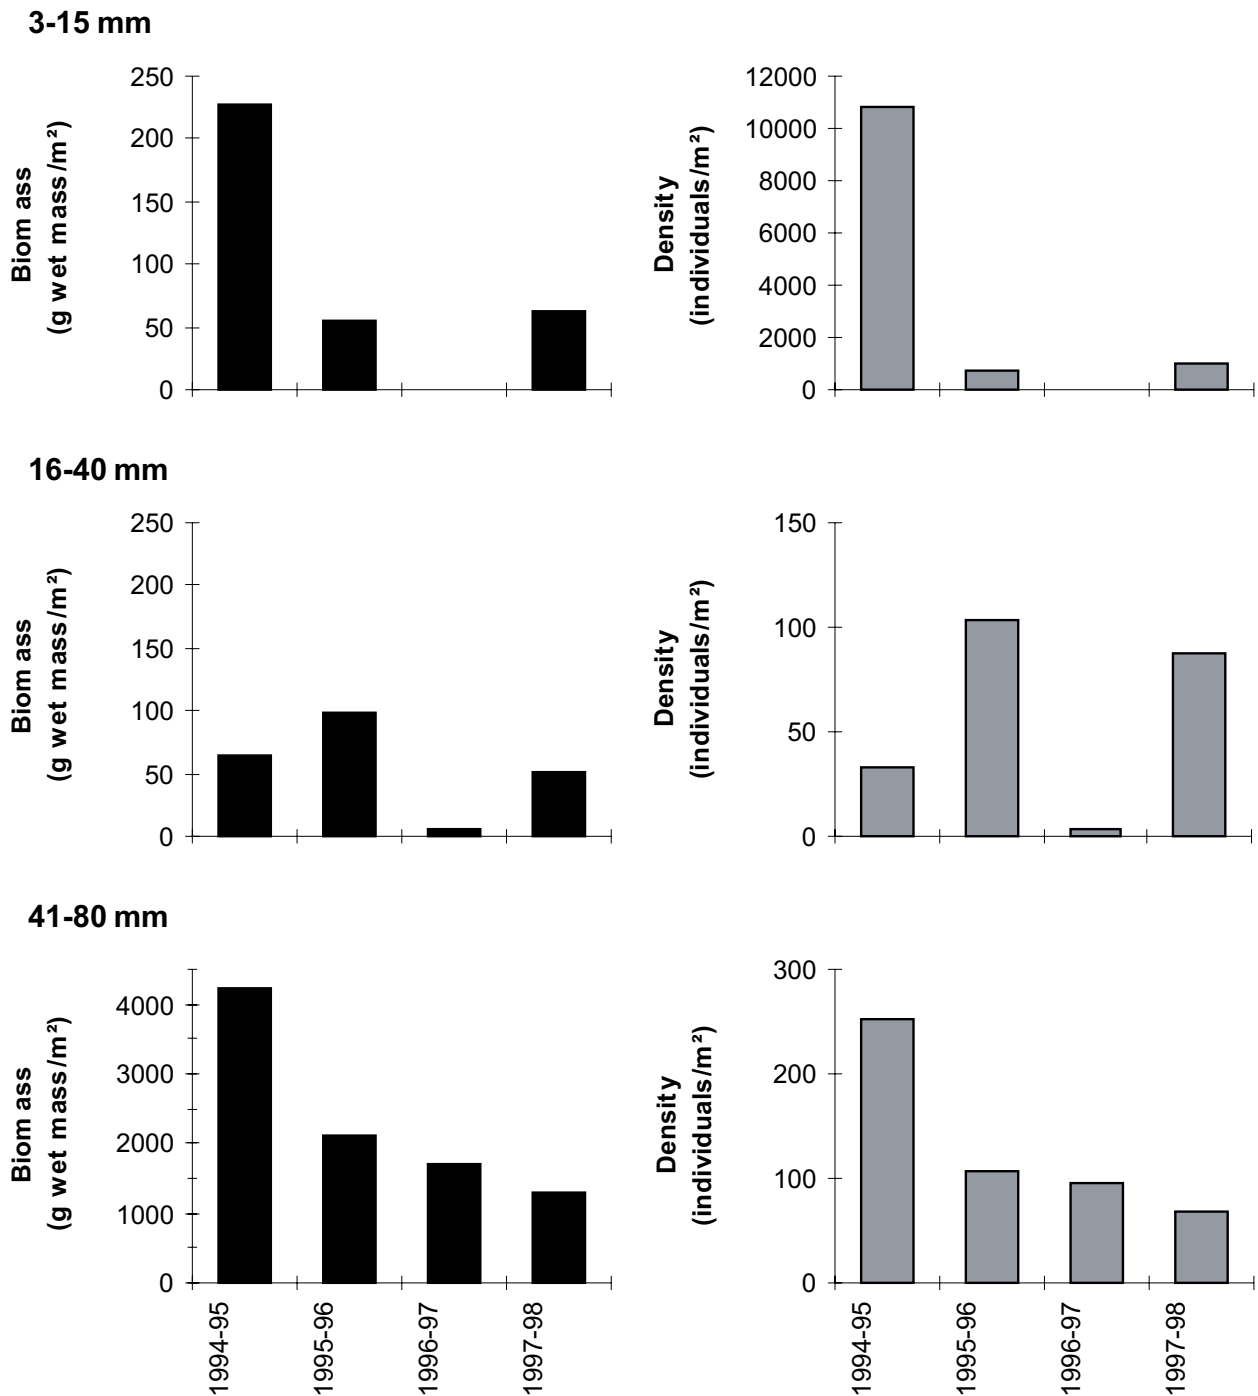 3-15 mm
Biom ass
(g wet mass/m²)
250
200
150
100
50
0
Density
(individuals/m²)
12000
10000
8000
6000
4000
2000
0
16-40 mm
Biom ass
(g wet mass/m²)
250
200
150
100
50
0
Density
(individuals/m²)
150
100
50
0
41-80 mm
Biom ass
(g wet mass/m²)
4000
3000
2000
1000
0
1994-95
1995-96
1996-97
1997-98
Density
(individuals/m²)
300
200
100
0
1994-95
1995-96
1996-97
1997-98